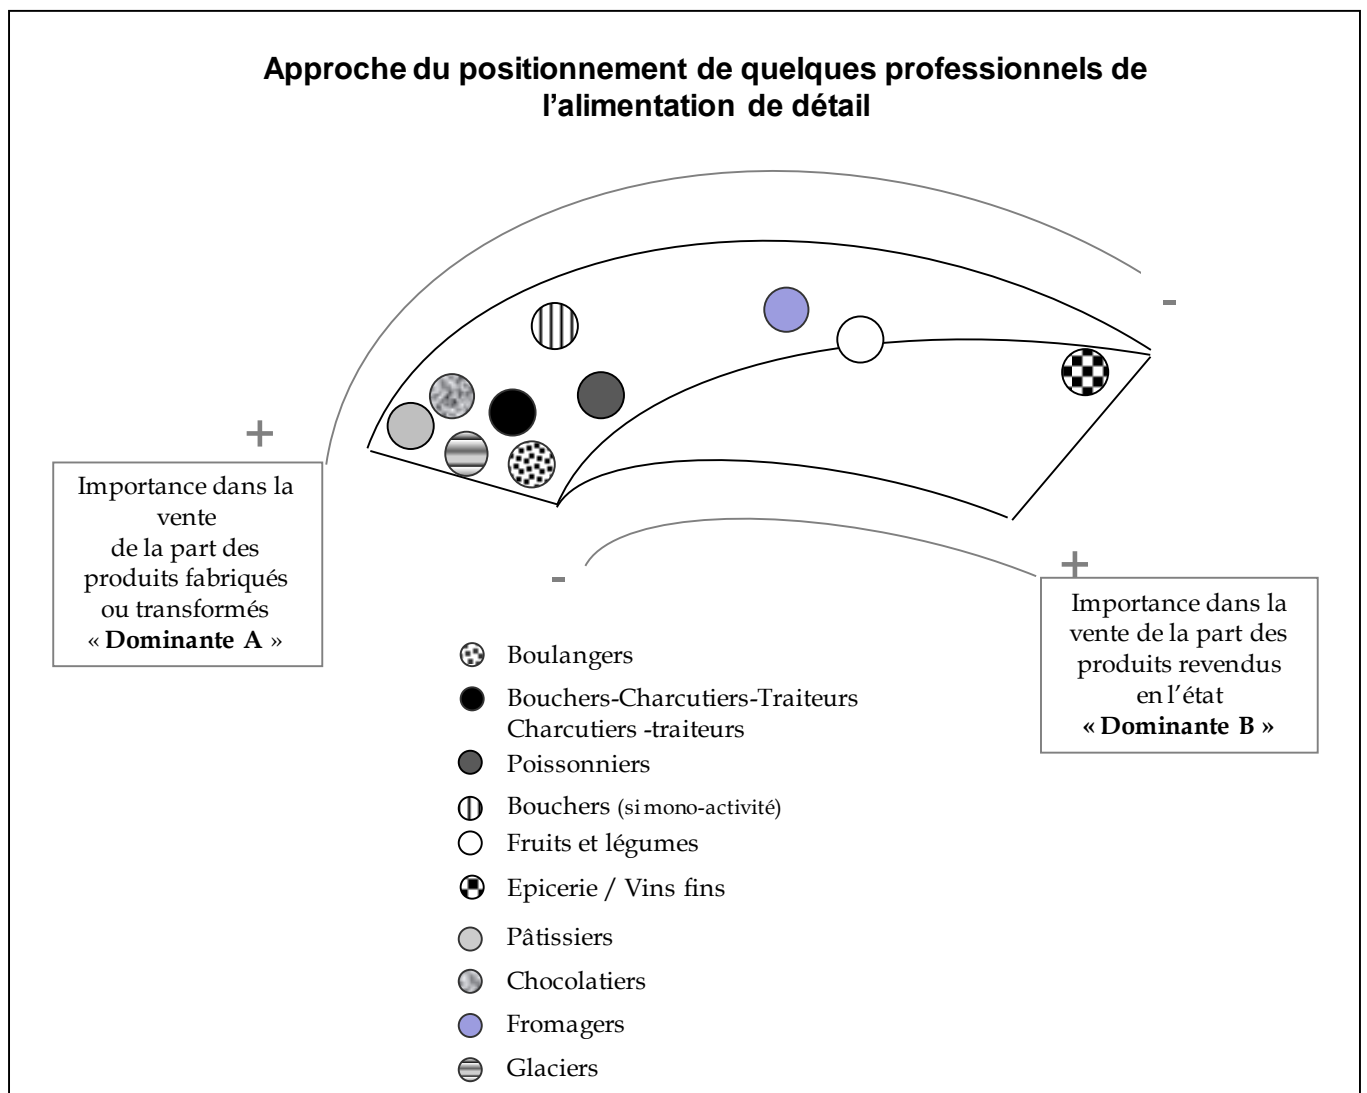 Approche du positionnement de quelques professionnels de
l'alimentation de détail
-
+
Importance dans la
vente
de la part des
produits fabriqués
ou transformés
« Dominante A »
-
+
Importance dans la
vente de la part des
produits revendus
en l'état
« Dominante B »
Boulangers
Bouchers-Charcutiers-Traiteurs
Charcutiers -traiteurs
Poissonniers
Bouchers (si mono-activité)
Fruits et légumes
Epicerie / Vins fins
Pâtissiers
Chocolatiers
Fromagers
Glaciers